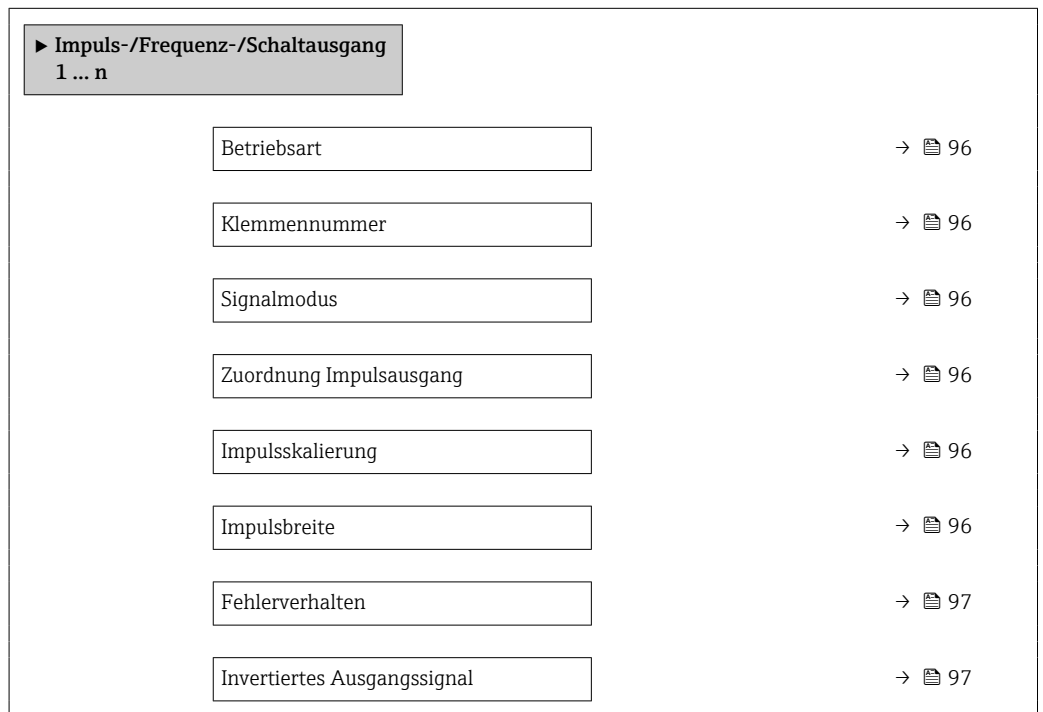 ► Impuls-/Frequenz-/Schaltausgang
1 ... n
Betriebsart → 96
Klemmennummer → 96
Signalmodus → 96
Zuordnung Impulsausgang → 96
Impulsskalierung → 96
Impulsbreite → 96
Fehlerverhalten → 97
Invertiertes Ausgangssignal → 97